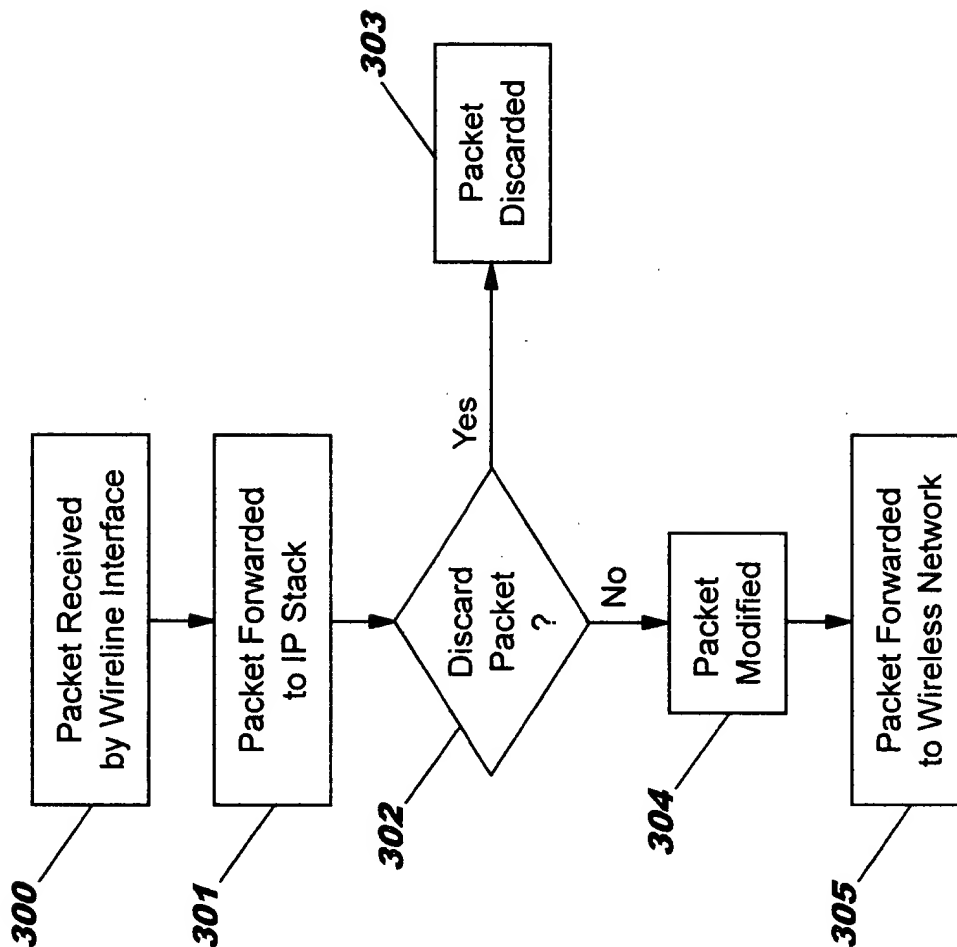 300
Packet Received
by Wireline Interface
301
Packet Forwarded
to IP Stack
302
Discard
Packet
?
Yes
303
Packet
Discarded
No
304
Packet
Modified
305
Packet Forwarded
to Wireless Network